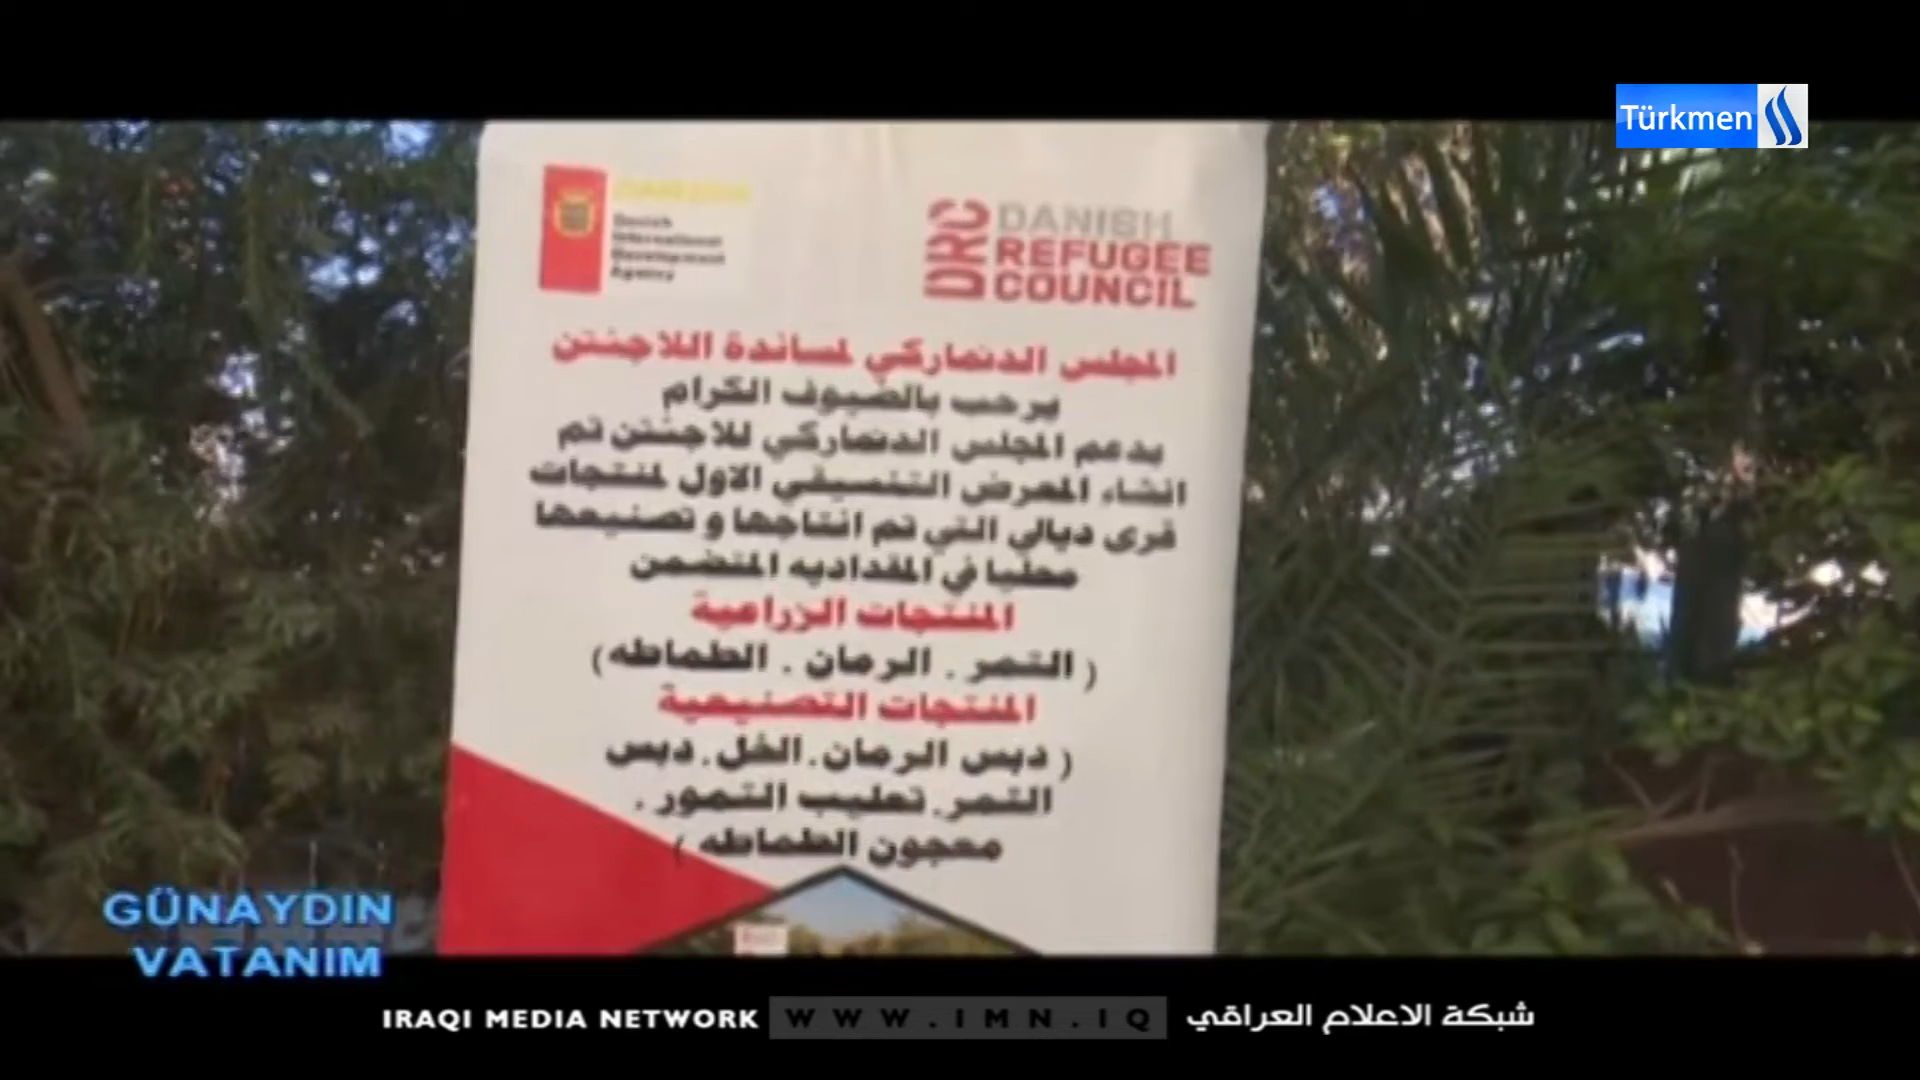 Türkmen
Danish
International
Development
Agency
DRC
DANISH
REFUGEE
COUNCIL
المجلس الدنماركي لمساندة اللاجئين
يرحب بالضيوف الكرام
بدعم المجلس الدنماركي للاجئين تم
انشاء المعرض التنسيقي الاول لمنتجات
قرى ديالى التي تم انتاجها و تصنيعها
محليا في المقداديه المتضمن
المنتجات الزراعية
( التمر . الرمان . الطماطه)
المنتجات التصنيعية
( دبس الرمان. الخل. دبس
التمر. تعليب التمور .
معجون الطماطه )
GÜNAYDIN
VATANIM
IRAQI MEDIA NETWORK WWW.IMN.IQ شبكة الاعلام العراقي